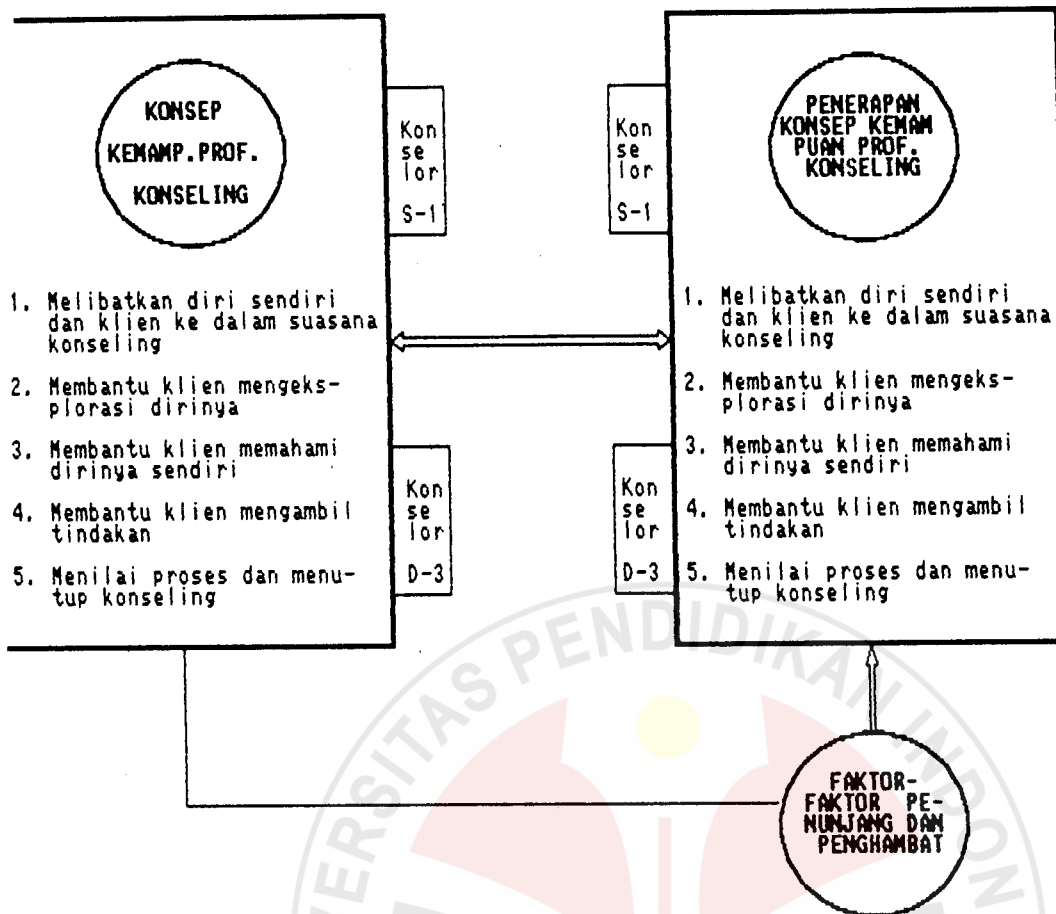 KONSEP
KEMAMP.PROF.
KONSELING
Kon
se
lor
S-1
1. Melibatkan diri sendiri
dan klien ke dalam suasana
konseling
2. Membantu klien mengeks-
plorasi dirinya
3. Membantu klien memahami
dirinya sendiri
4. Membantu klien mengambil
tindakan
5. Menilai proses dan menu-
tup konseling
Kon
se
lor
D-3
Kon
se
lor
S-1
PENERAPAN
KONSEP KEMAM
PUAN PROF.
KONSELING
1. Melibatkan diri sendiri
dan klien ke dalam suasana
konseling
2. Membantu klien mengeks-
plorasi dirinya
3. Membantu klien memahami
dirinya sendiri
4. Membantu klien mengambil
tindakan
5. Menilai proses dan menu-
tup konseling
Kon
se
lor
D-3
FAKTOR-
FAKTOR PE-
NUNJANG DAN
PENGHAMBAT
ERSITAS PENDIDIKAN INDON